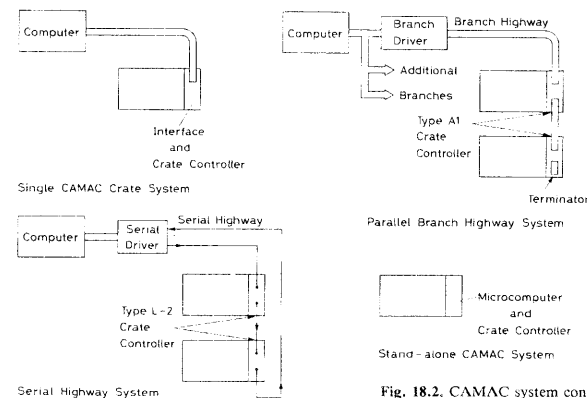 Computer
Interface
and
Crate Controller
Single CAMAC Crate System
Computer
Branch
Driver
Branch Highway
Additional
Branches
Type A1
Crate
Controller
Terminator
Parallel Branch Highway System
Computer
Serial
Driver
Serial Highway
Type L-2
Crate
Controller
Serial Highway System
Microcomputer
and
Crate Controller
Stand-alone CAMAC System
Fig. 18.2. CAMAC system con